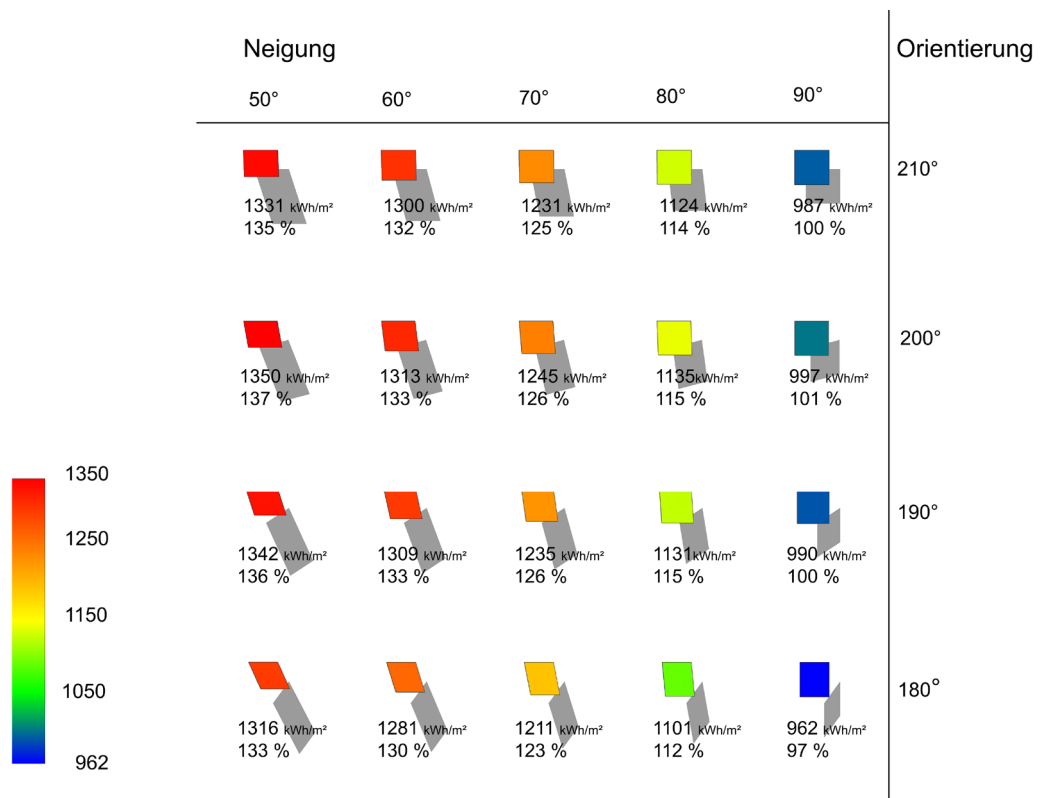 Neigung Orientierung
50° 60° 70° 80° 90°
210°
1331 kWh/m² 1300 kWh/m² 1231 kWh/m² 1124 kWh/m² 987 kWh/m²
135 % 132 % 125 % 114 % 100 %
200°
1350 kWh/m² 1313 kWh/m² 1245 kWh/m² 1135kWh/m² 997 kWh/m²
137 % 133 % 126 % 115 % 101 %
190°
1342 kWh/m² 1309 kWh/m² 1235 kWh/m² 1131kWh/m² 990 kWh/m²
136 % 133 % 126 % 115 % 100 %
180°
1316 kWh/m² 1281 kWh/m² 1211 kWh/m² 1101 kWh/m² 962 kWh/m²
133 % 130 % 123 % 112 % 97 %
1350
1250
1150
1050
962